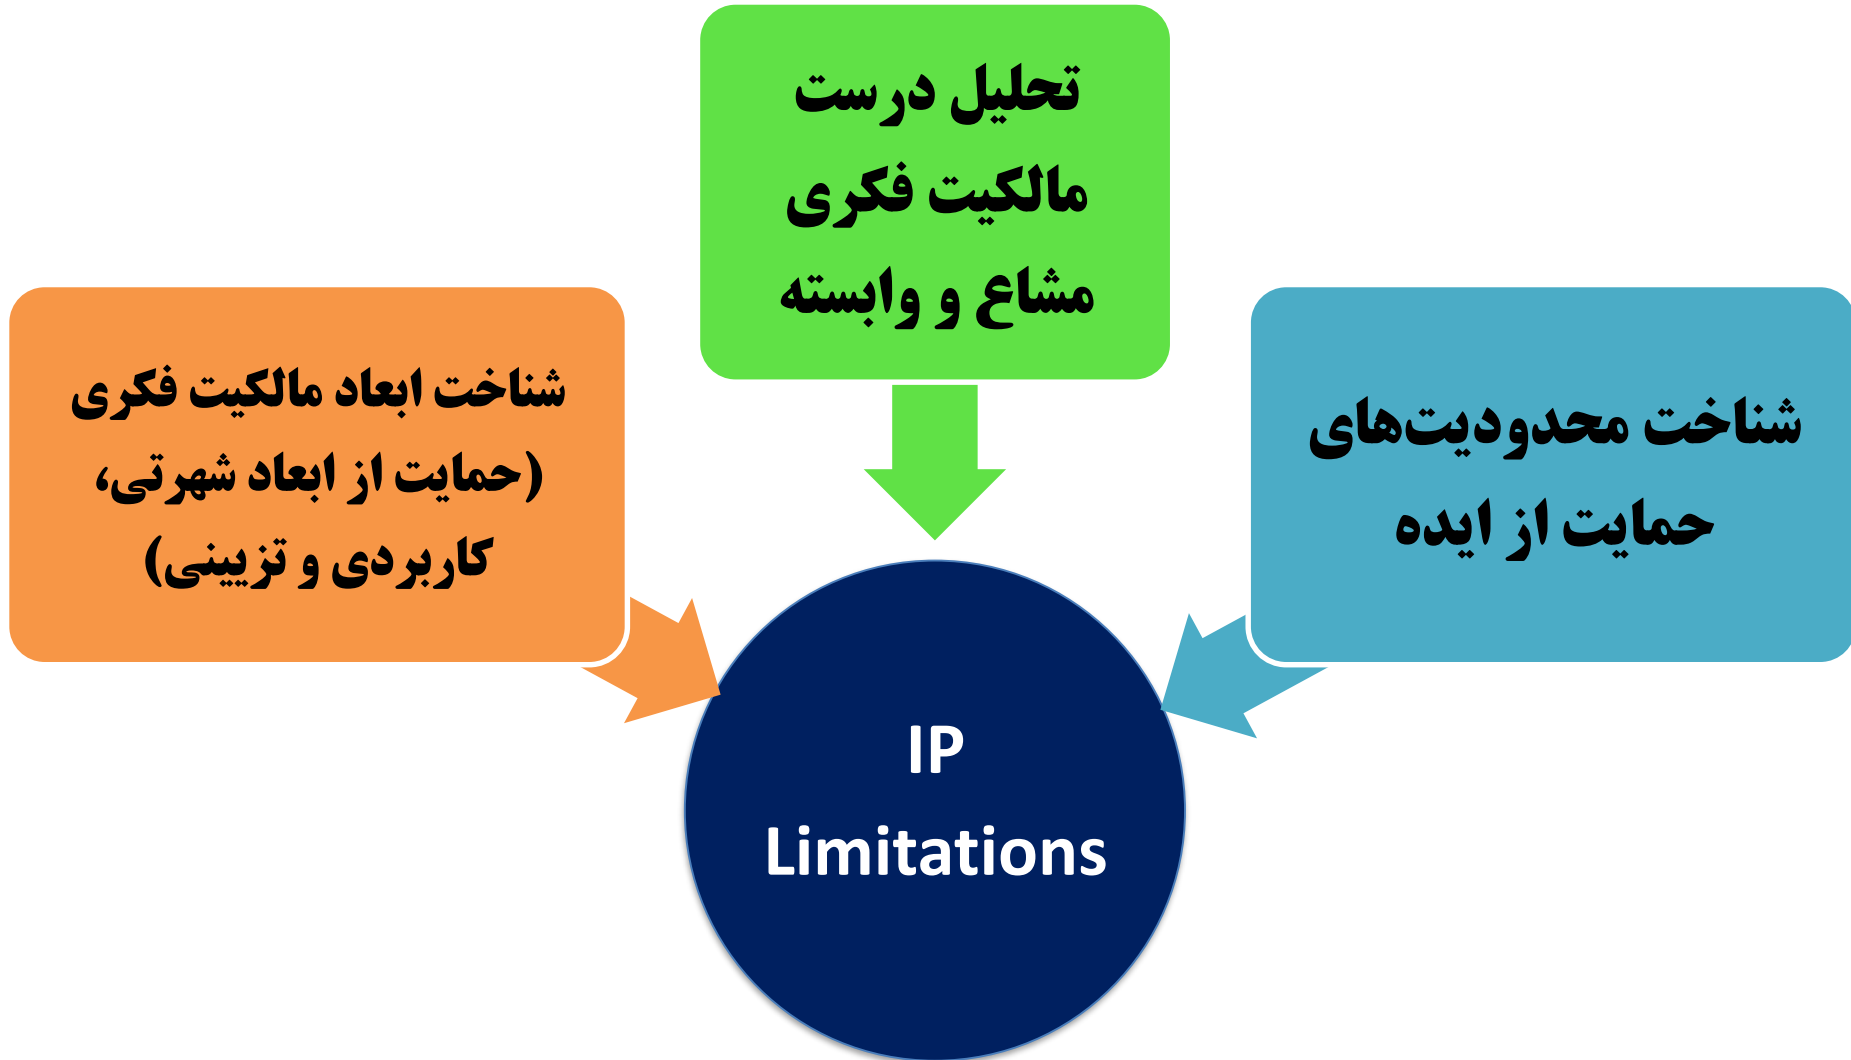 تحلیل درست
مالکیت فکری
مشاع و وابسته
شناخت محدودیت‌های
حمایت از ایده
شناخت ابعاد مالکیت فکری
(حمایت از ابعاد شهرتی،
کاربردی و تزیینی)
IP
Limitations